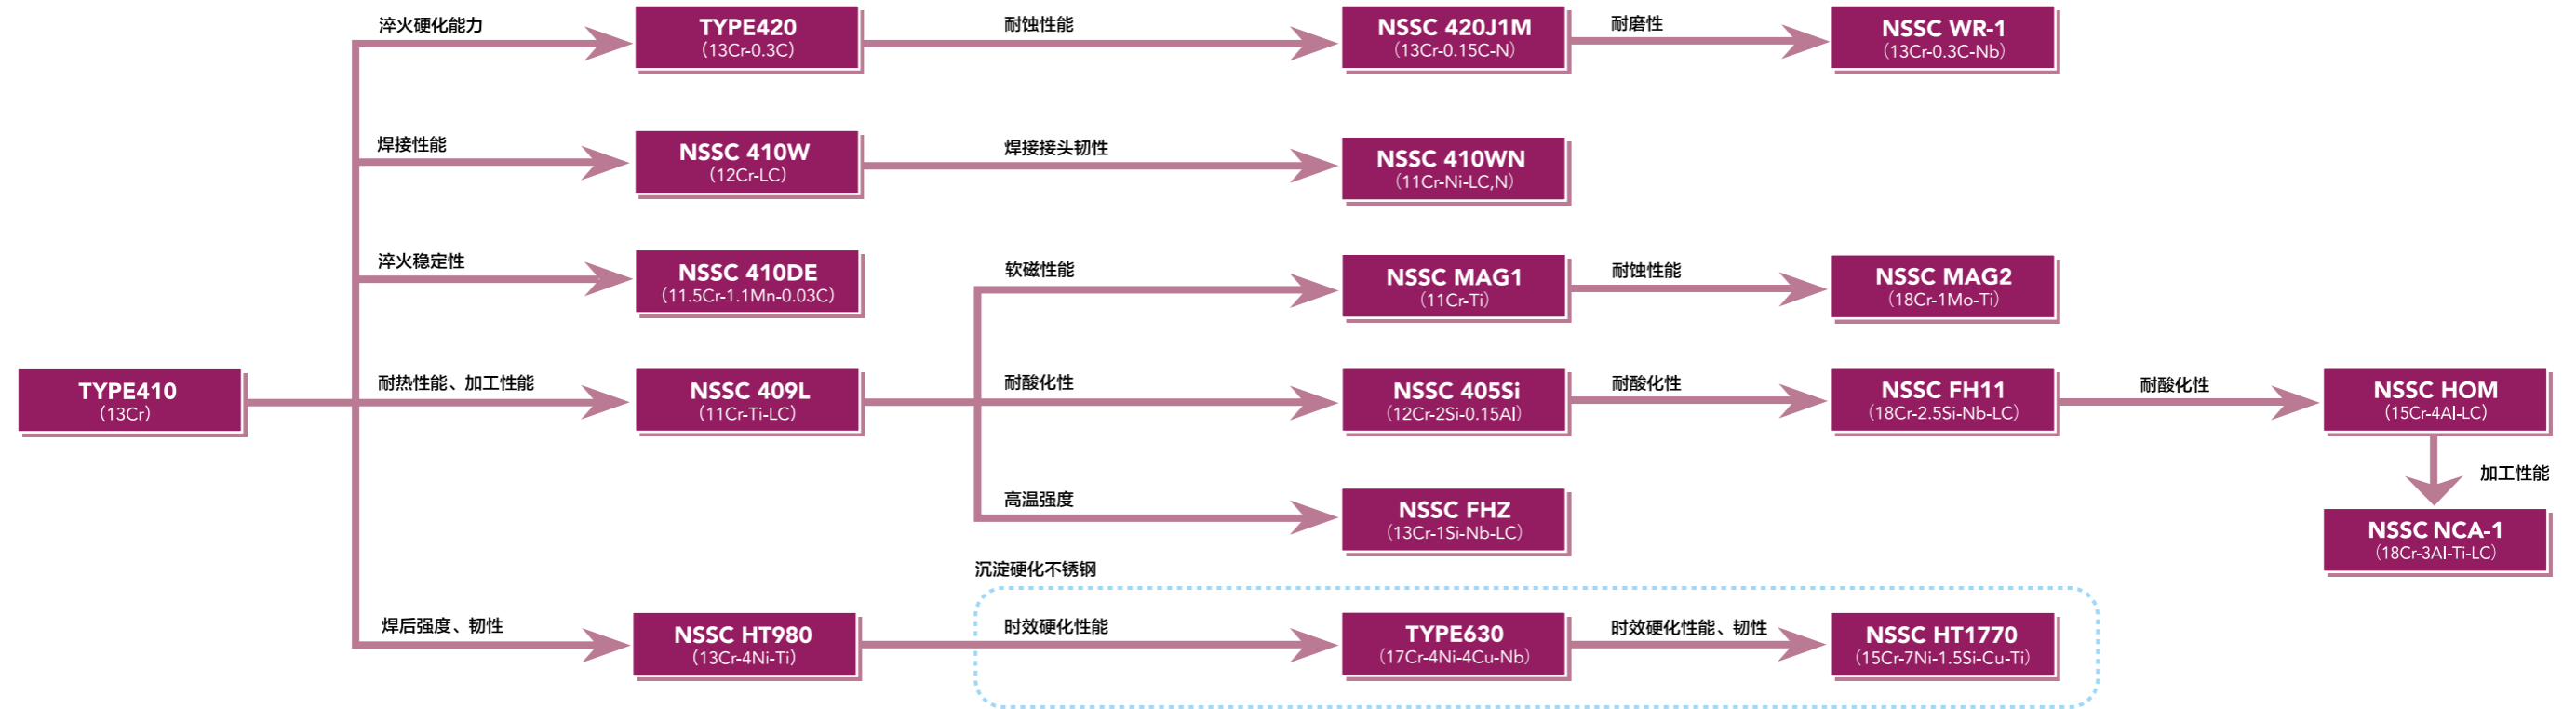 淬火硬化能力
TYPE420
（13Cr-0.3C）
耐蚀性能
NSSC 420J1M
（13Cr-0.15C-N）
耐磨性
NSSC WR-1
（13Cr-0.3C-Nb）
焊接性能
NSSC 410W
（12Cr-LC）
焊接接头韧性
NSSC 410WN
（11Cr-Ni-LC,N）
淬火稳定性
NSSC 410DE
（11.5Cr-1.1Mn-0.03C）
软磁性能
NSSC MAG1
（11Cr-Ti）
耐蚀性能
NSSC MAG2
（18Cr-1Mo-Ti）
TYPE410
（13Cr）
耐热性能、加工性能
NSSC 409L
（11Cr-Ti-LC）
耐酸化性
NSSC 405Si
（12Cr-2Si-0.15Al）
耐酸化性
NSSC FH11
（18Cr-2.5Si-Nb-LC）
耐酸化性
NSSC HOM
（15Cr-4Al-LC）
加工性能
NSSC NCA-1
（18Cr-3Al-Ti-LC）
高温强度
NSSC FHZ
（13Cr-1Si-Nb-LC）
沉淀硬化不锈钢
焊后强度、韧性
NSSC HT980
（13Cr-4Ni-Ti）
时效硬化性能
TYPE630
（17Cr-4Ni-4Cu-Nb）
时效硬化性能、韧性
NSSC HT1770
（15Cr-7Ni-1.5Si-Cu-Ti）